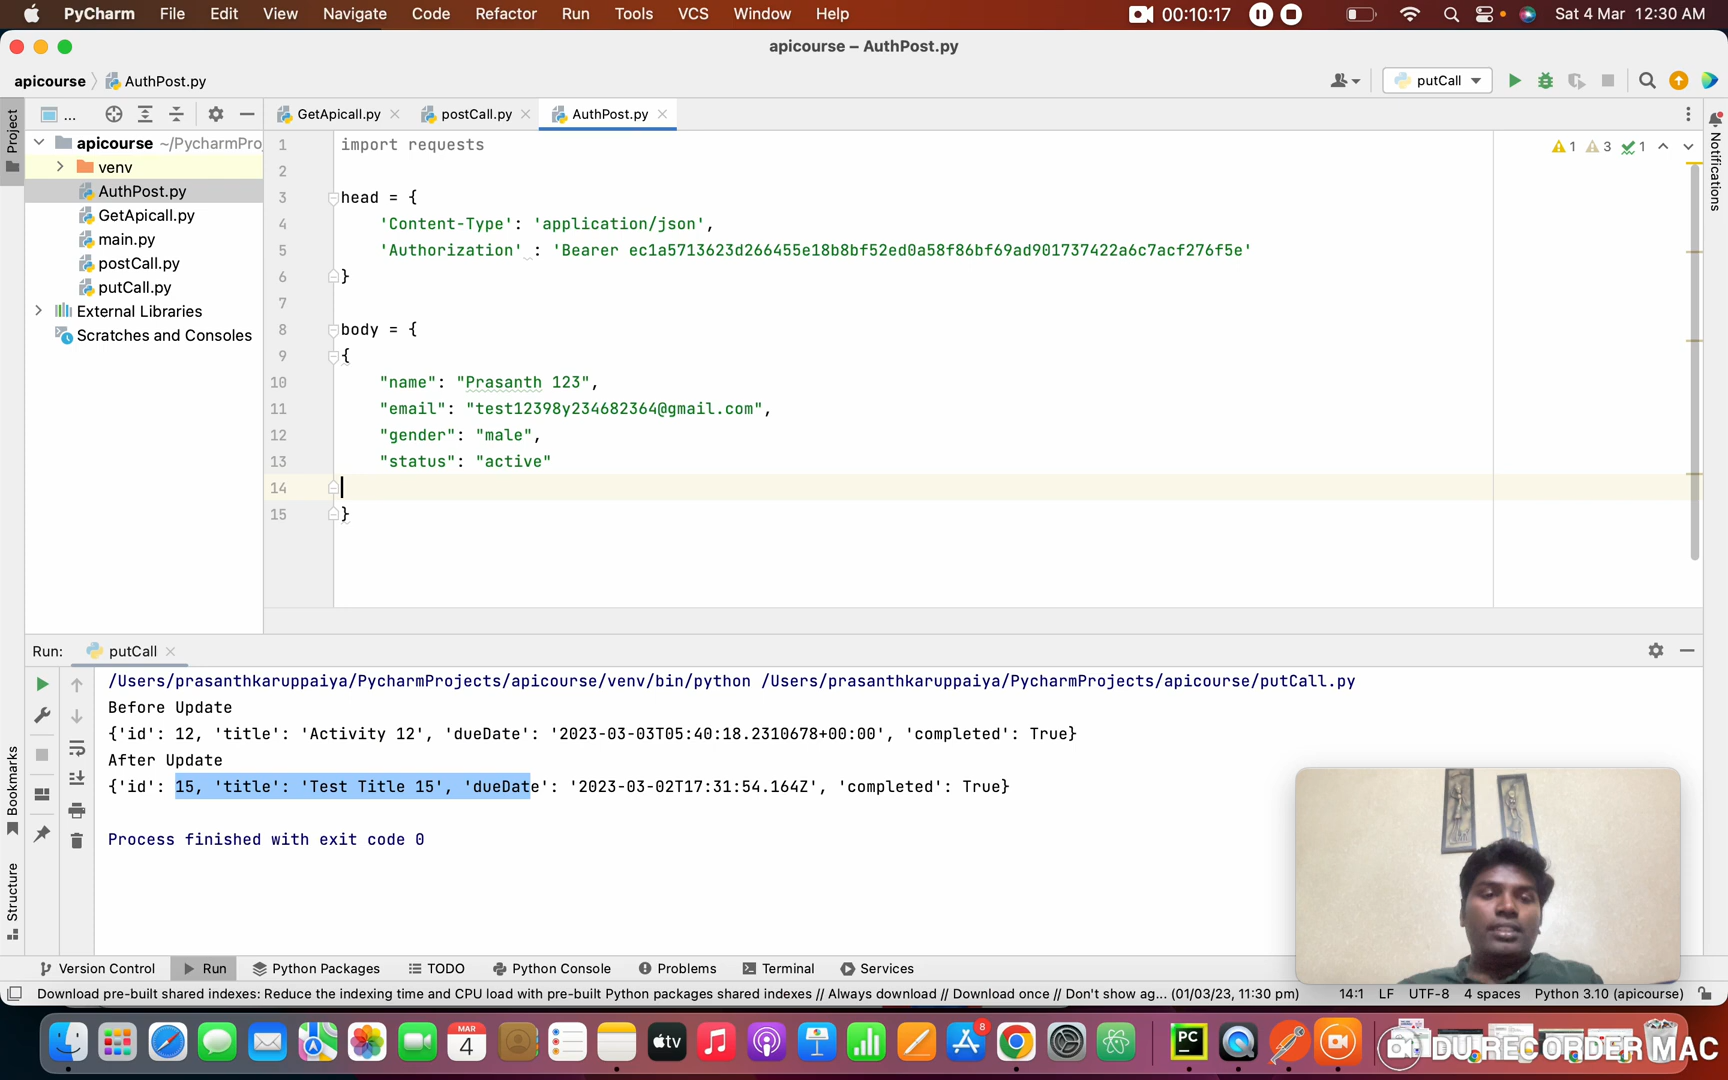 PyCharm File Edit View Navigate Code Refactor Run Tools VCS Window Help 00:10:17 Sat 4 Mar 12:30 AM
apicourse – AuthPost.py
apicourse AuthPost.py putCall
... GetApicall.py postCall.py AuthPost.py
Project
apicourse ~/PycharmPro
venv
AuthPost.py
GetApicall.py
main.py
postCall.py
putCall.py
External Libraries
Scratches and Consoles
1 import requests
2
3 head = {
4 'Content-Type': 'application/json',
5 'Authorization' : 'Bearer ec1a5713623d266455e18b8bf52ed0a58f86bf69ad901737422a6c7acf276f5e'
6 }
7
8 body = {
9 {
10 "name": "Prasanth 123",
11 "email": "test12398y234682364@gmail.com",
12 "gender": "male",
13 "status": "active"
14
15 }
1 3 1
Notifications
Run: putCall
/Users/prasanthkaruppaiya/PycharmProjects/apicourse/venv/bin/python /Users/prasanthkaruppaiya/PycharmProjects/apicourse/putCall.py
Before Update
{'id': 12, 'title': 'Activity 12', 'dueDate': '2023-03-03T05:40:18.2310678+00:00', 'completed': True}
After Update
{'id': 15, 'title': 'Test Title 15', 'dueDate': '2023-03-02T17:31:54.164Z', 'completed': True}
Process finished with exit code 0
Bookmarks
Structure
Version Control Run Python Packages TODO Python Console Problems Terminal Services
Download pre-built shared indexes: Reduce the indexing time and CPU load with pre-built Python packages shared indexes // Always download // Download once // Don't show ag... (01/03/23, 11:30 pm) 14:1 LF UTF-8 4 spaces Python 3.10 (apicourse)
MAR
4
tv
8
PC
DU RECORDER MAC